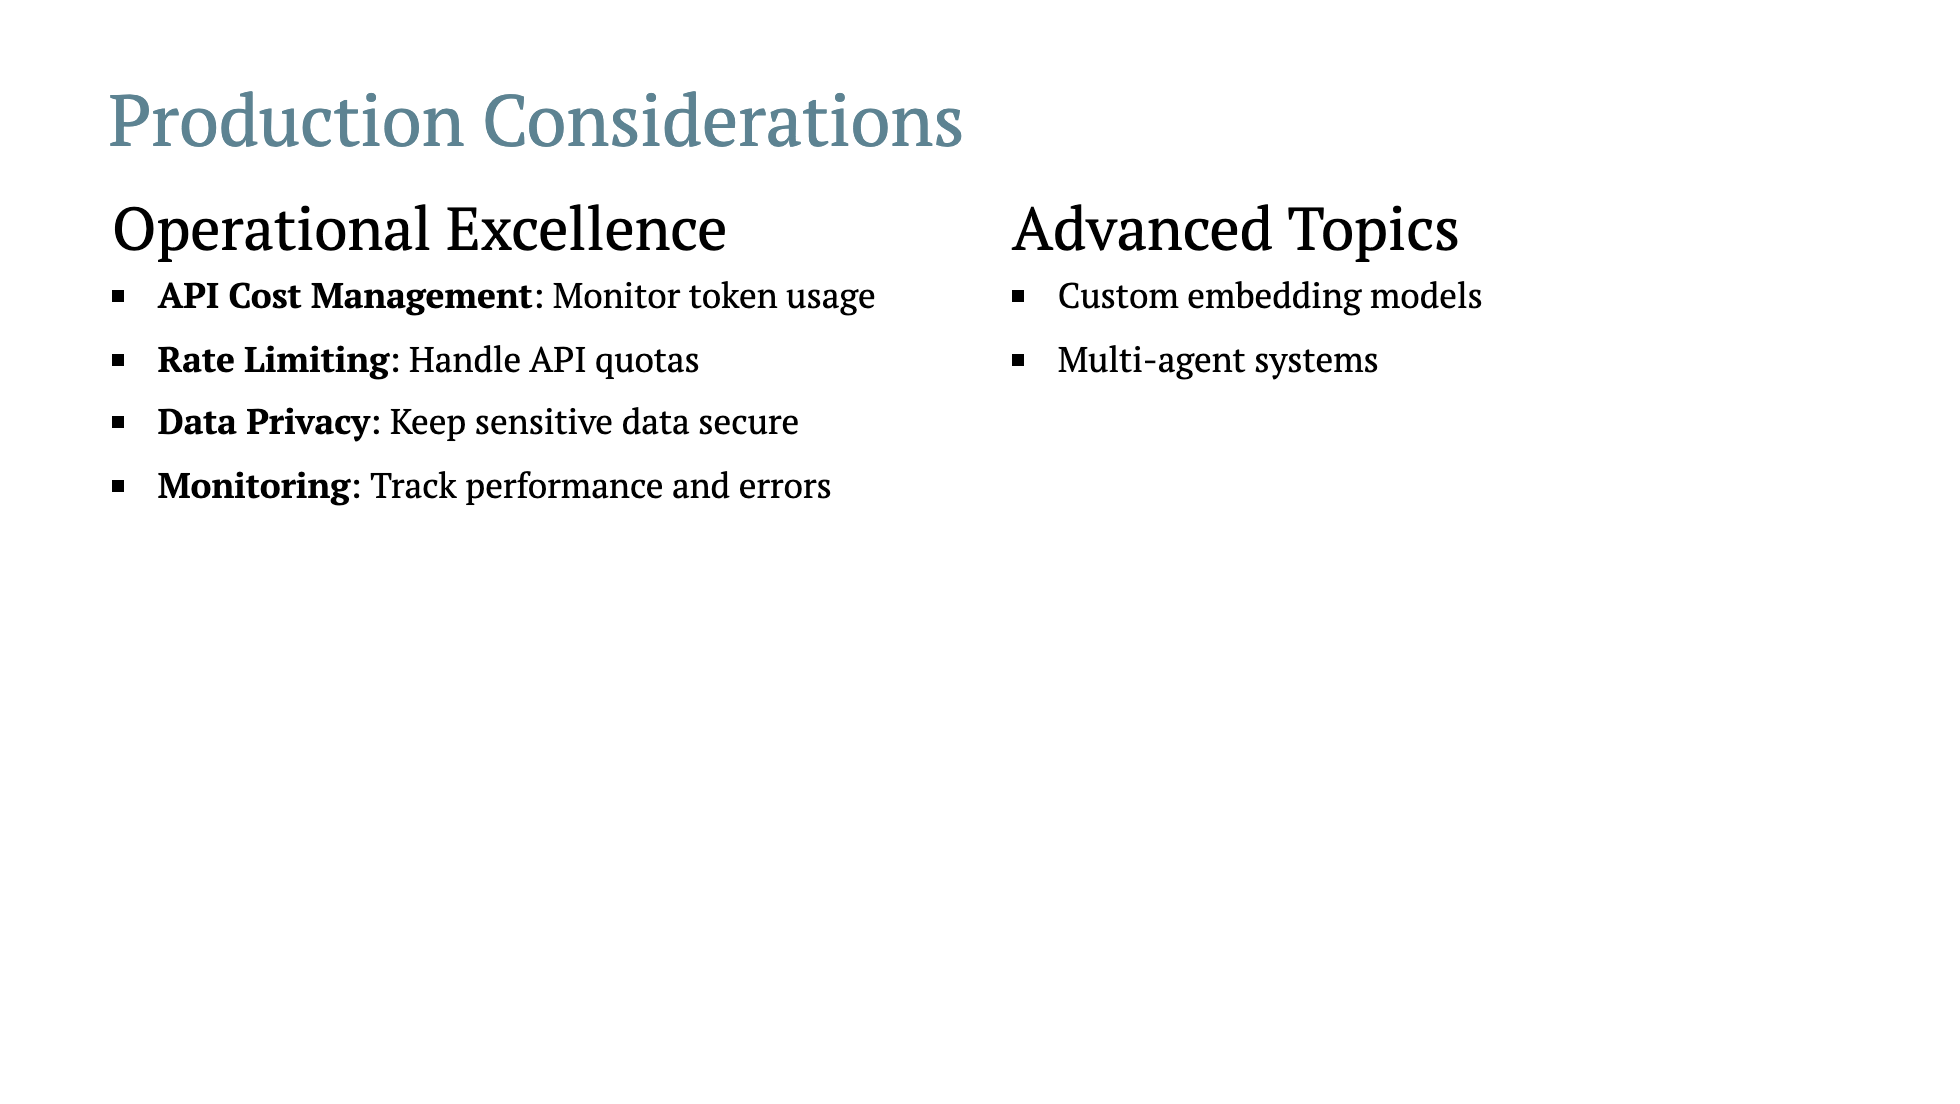 Production Considerations
Operational Excellence
▪ API Cost Management: Monitor token usage
▪ Rate Limiting: Handle API quotas
▪ Data Privacy: Keep sensitive data secure
▪ Monitoring: Track performance and errors
Advanced Topics
▪ Custom embedding models
▪ Multi-agent systems